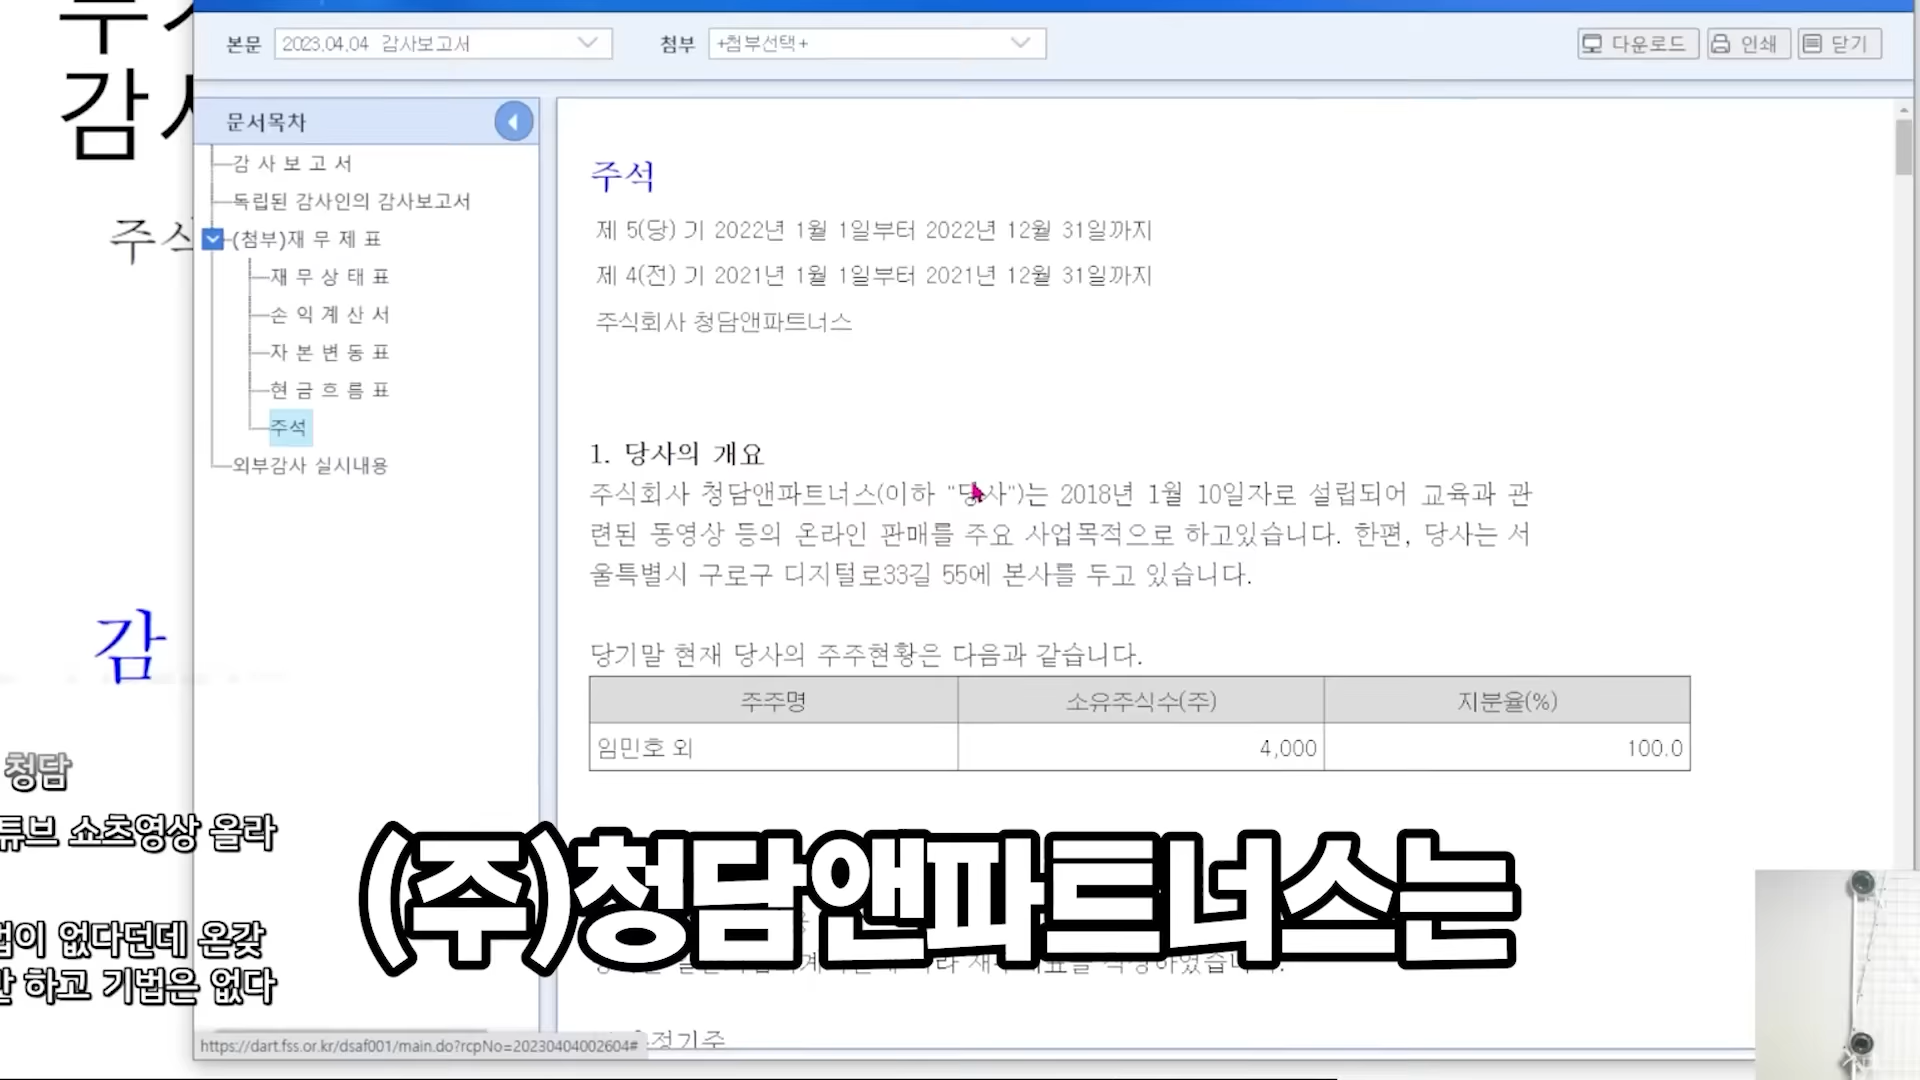 본문
2023.04.04 감사보고서
첨부
+첨부선택+
다운로드
인쇄
닫기
문서목차
감 사 보 고 서
독립된 감사인의 감사보고서
(첨부)재 무 제 표
재 무 상 태 표
손 익 계 산 서
자 본 변 동 표
현 금 흐 름 표
주석
외부감사 실시내용
주석
제 5(당) 기 2022년 1월 1일부터 2022년 12월 31일까지
제 4(전) 기 2021년 1월 1일부터 2021년 12월 31일까지
주식회사 청담앤파트너스
1. 당사의 개요
주식회사 청담앤파트너스(이하 "당사")는 2018년 1월 10일자로 설립되어 교육과 관
련된 동영상 등의 온라인 판매를 주요 사업목적으로 하고있습니다. 한편, 당사는 서
울특별시 구로구 디지털로33길 55에 본사를 두고 있습니다.
당기말 현재 당사의 주주현황은 다음과 같습니다.
주주명 소유주식수(주) 지분율(%)
임민호 외 4,000 100.0
(주)청담앤파트너스는
https://dart.fss.or.kr/dsaf001/main.do?rcpNo=20230404002604#
감
청담
쇼츠영상 올라
없다던데 온갖
하고 기법은 없다